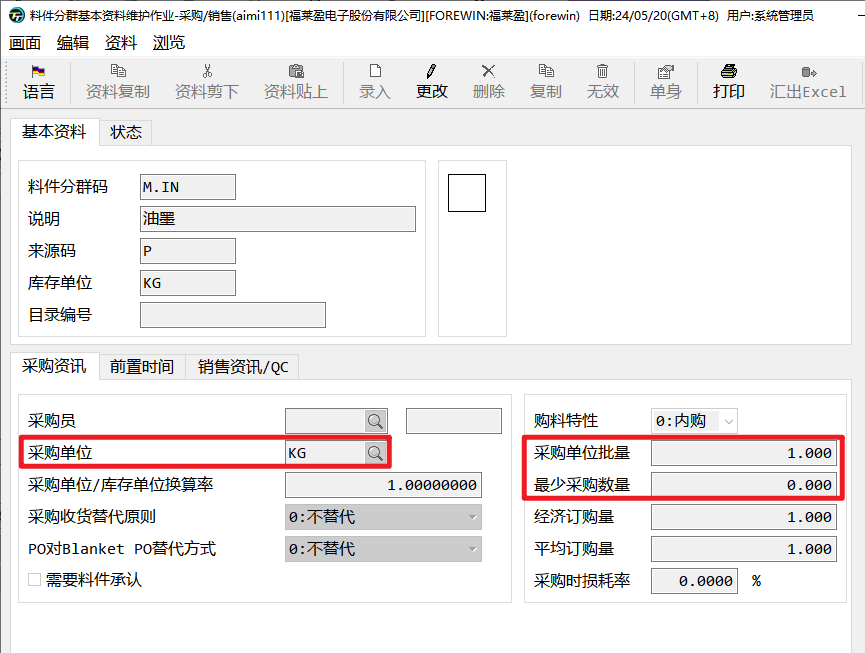 料件分群基本资料维护作业-采购/销售(aimi111)[福莱盈电子股份有限公司][FOREWIN:福莱盈](forewin) 日期:24/05/20(GMT+8) 用户:系统管理员
画面 编辑 资料 浏览
语言 资料复制 资料剪下 资料贴上 录入 更改 删除 复制 无效 单身 打印 汇出Excel
基本资料 状态
料件分群码 M.IN
说明 油墨
来源码 P
库存单位 KG
目录编号
采购资讯 前置时间 销售资讯/QC
采购员 购料特性 0:内购
采购单位 KG 采购单位批量 1.000
采购单位/库存单位换算率 1.00000000 最少采购数量 0.000
采购收货替代原则 0:不替代 经济订购量 1.000
PO对Blanket PO替代方式 0:不替代 平均订购量 1.000
需要料件承认 采购时损耗率 0.0000 %